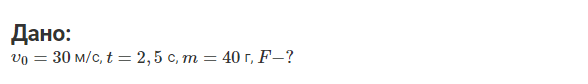 Дано:
v₀ = 30 м/с, t = 2, 5 с, m = 40 г, F−?